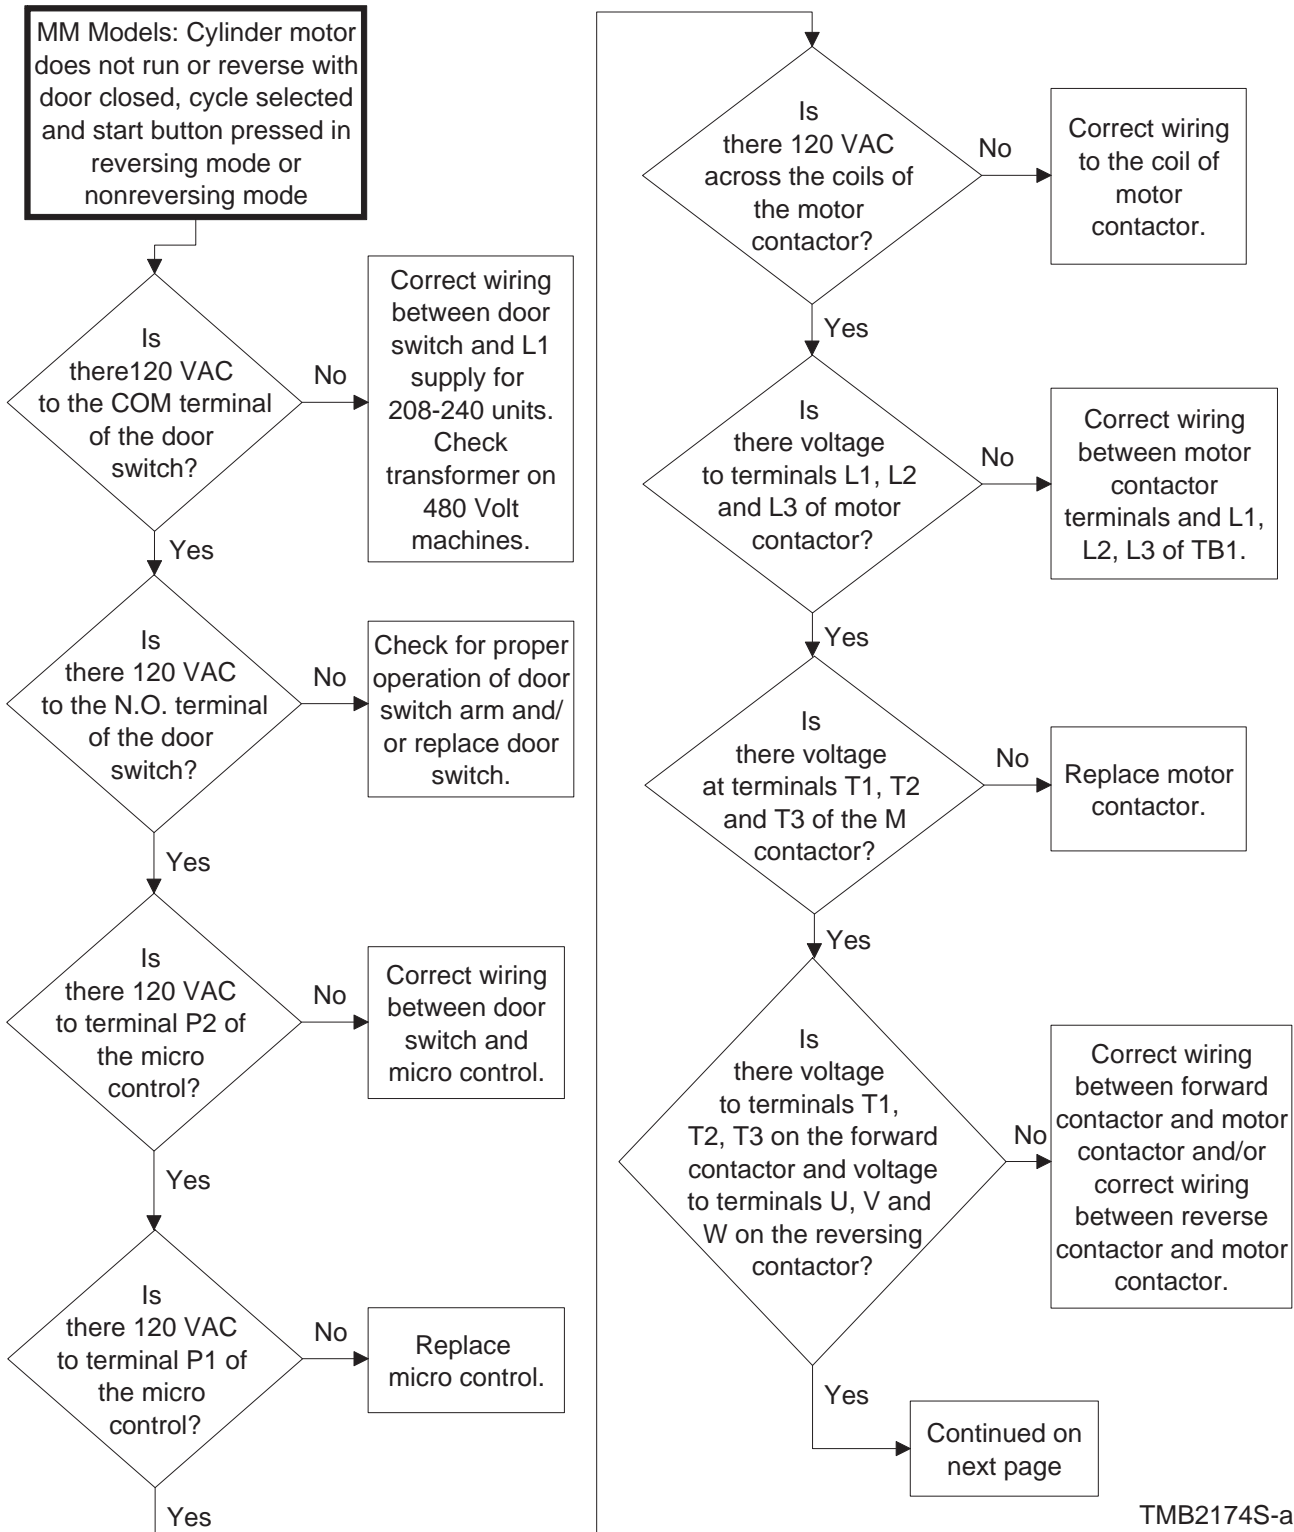 MM Models: Cylinder motor
does not run or reverse with
door closed, cycle selected
and start button pressed in
reversing mode or
nonreversing mode
Is
there120 VAC
to the COM terminal
of the door
switch?
No
Correct wiring
between door
switch and L1
supply for
208-240 units.
Check
transformer on
480 Volt
machines.
Yes
Is
there 120 VAC
to the N.O. terminal
of the door
switch?
No
Check for proper
operation of door
switch arm and/
or replace door
switch.
Yes
Is
there 120 VAC
to terminal P2 of
the micro
control?
No
Correct wiring
between door
switch and
micro control.
Yes
Is
there 120 VAC
to terminal P1 of
the micro
control?
No
Replace
micro control.
Yes
Is
there 120 VAC
across the coils of
the motor
contactor?
No
Correct wiring
to the coil of
motor
contactor.
Yes
Is
there voltage
to terminals L1, L2
and L3 of motor
contactor?
No
Correct wiring
between motor
contactor
terminals and L1,
L2, L3 of TB1.
Yes
Is
there voltage
at terminals T1, T2
and T3 of the M
contactor?
No
Replace motor
contactor.
Yes
Is
there voltage
to terminals T1,
T2, T3 on the forward
contactor and voltage
to terminals U, V and
W on the reversing
contactor?
No
Correct wiring
between forward
contactor and motor
contactor and/or
correct wiring
between reverse
contactor and motor
contactor.
Yes
Continued on
next page
TMB2174S-a